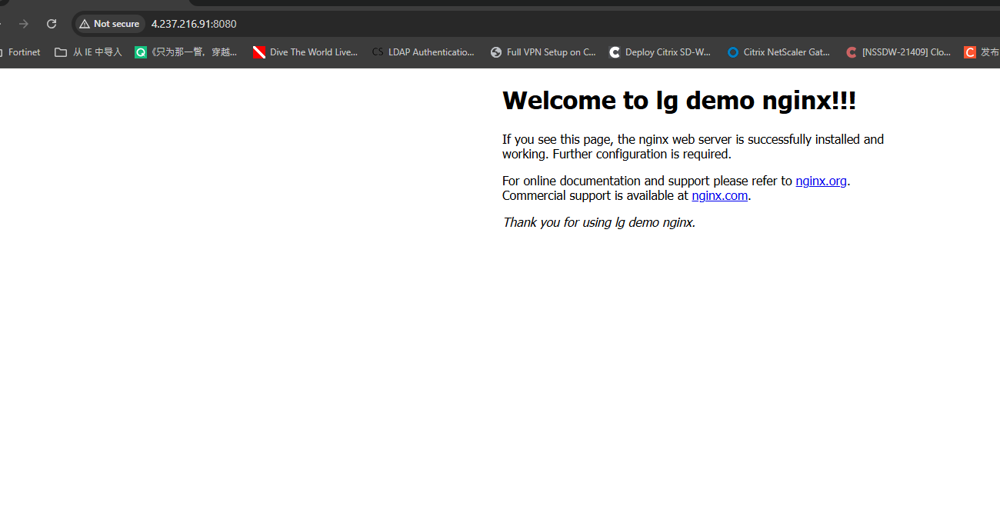 Not secure 4.237.216.91:8080
Fortinet 从 IE 中导入 《只为那一瞥，穿越... Dive The World Live... CS LDAP Authenticatio... Full VPN Setup on C... Deploy Citrix SD-W... Citrix NetScaler Gat... [NSSDW-21409] Clo... 发布
Welcome to lg demo nginx!!!
If you see this page, the nginx web server is successfully installed and
working. Further configuration is required.
For online documentation and support please refer to nginx.org.
Commercial support is available at nginx.com.
Thank you for using lg demo nginx.